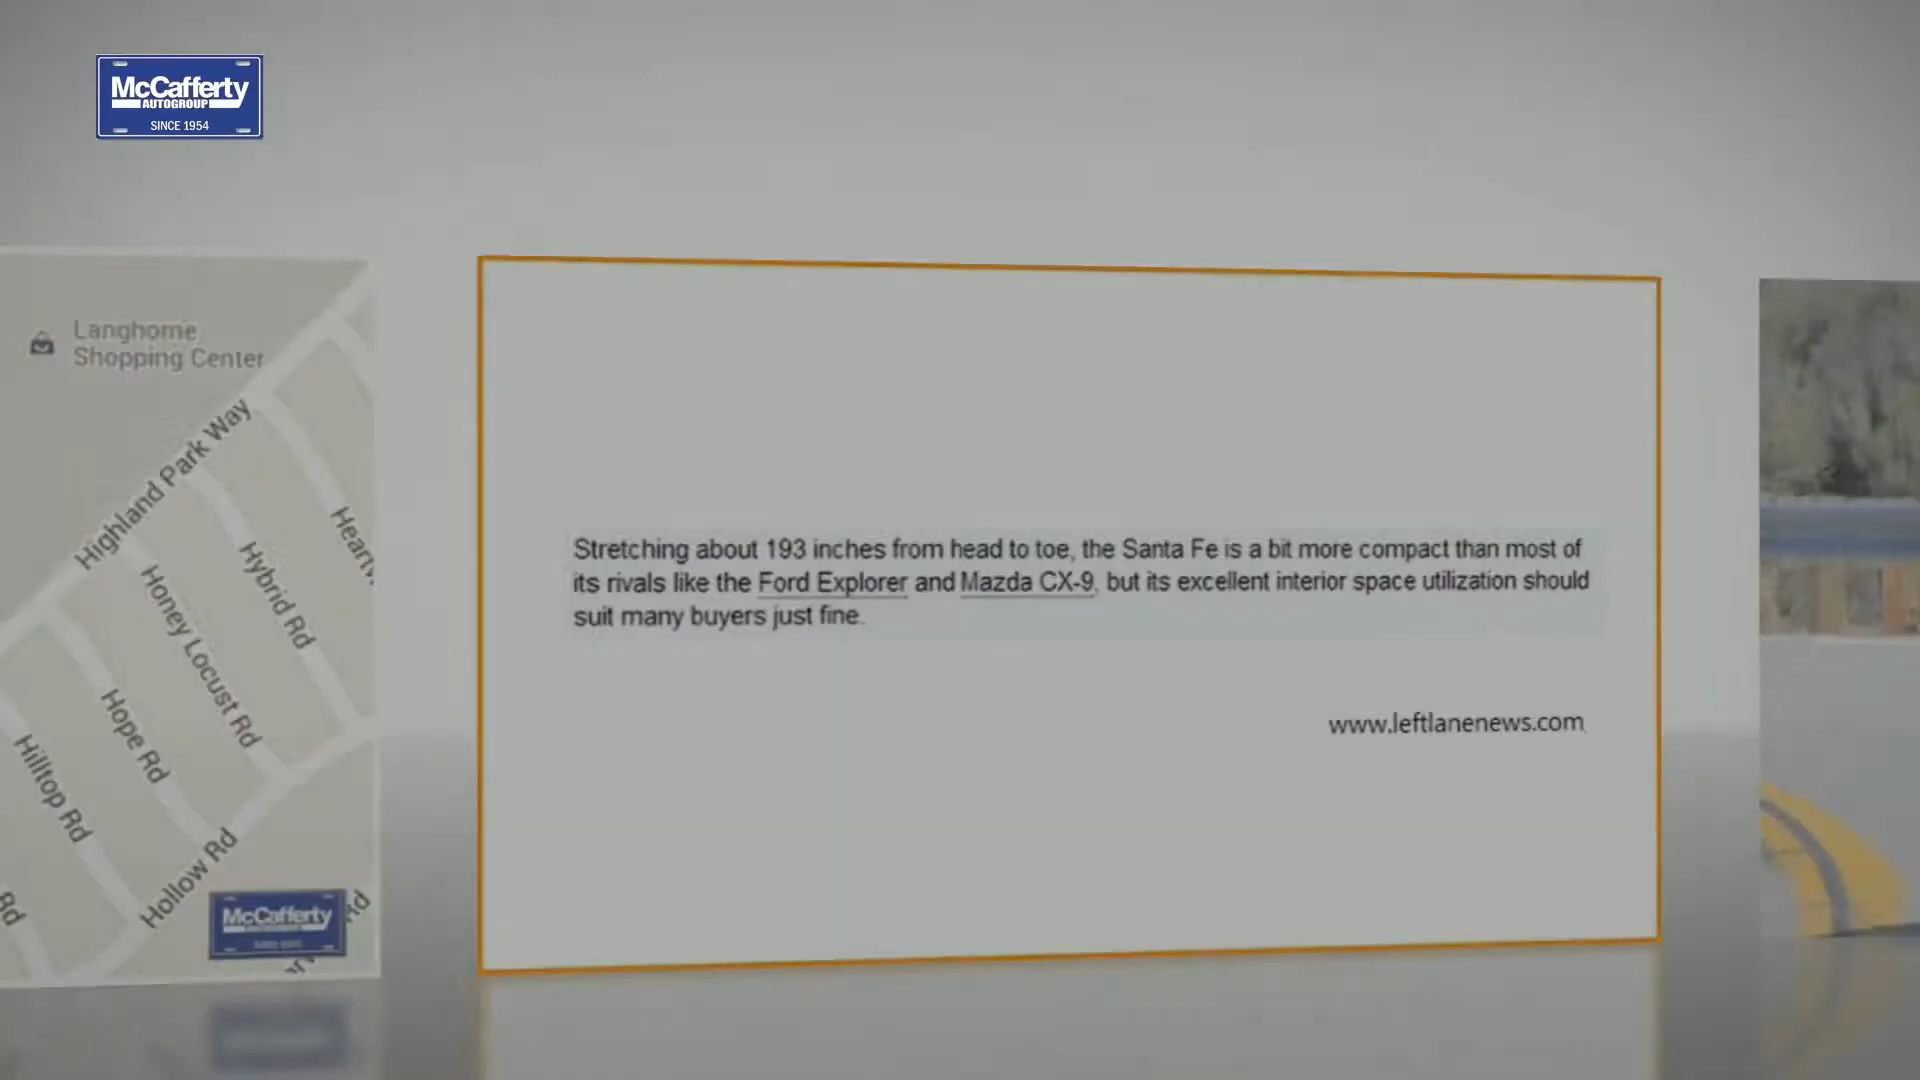 McCafferty
AUTOGROUP
SINCE 1954
Langhorne
Shopping Center
Highland Park Way
Hybrid Rd
Honey Locust Rd
Hope Rd
Hilltop Rd
Hollow Rd
Rd
Rd
McCafferty
Stretching about 193 inches from head to toe, the Santa Fe is a bit more compact than most of
its rivals like the Ford Explorer and Mazda CX-9, but its excellent interior space utilization should
suit many buyers just fine.
www.leftlanenews.com